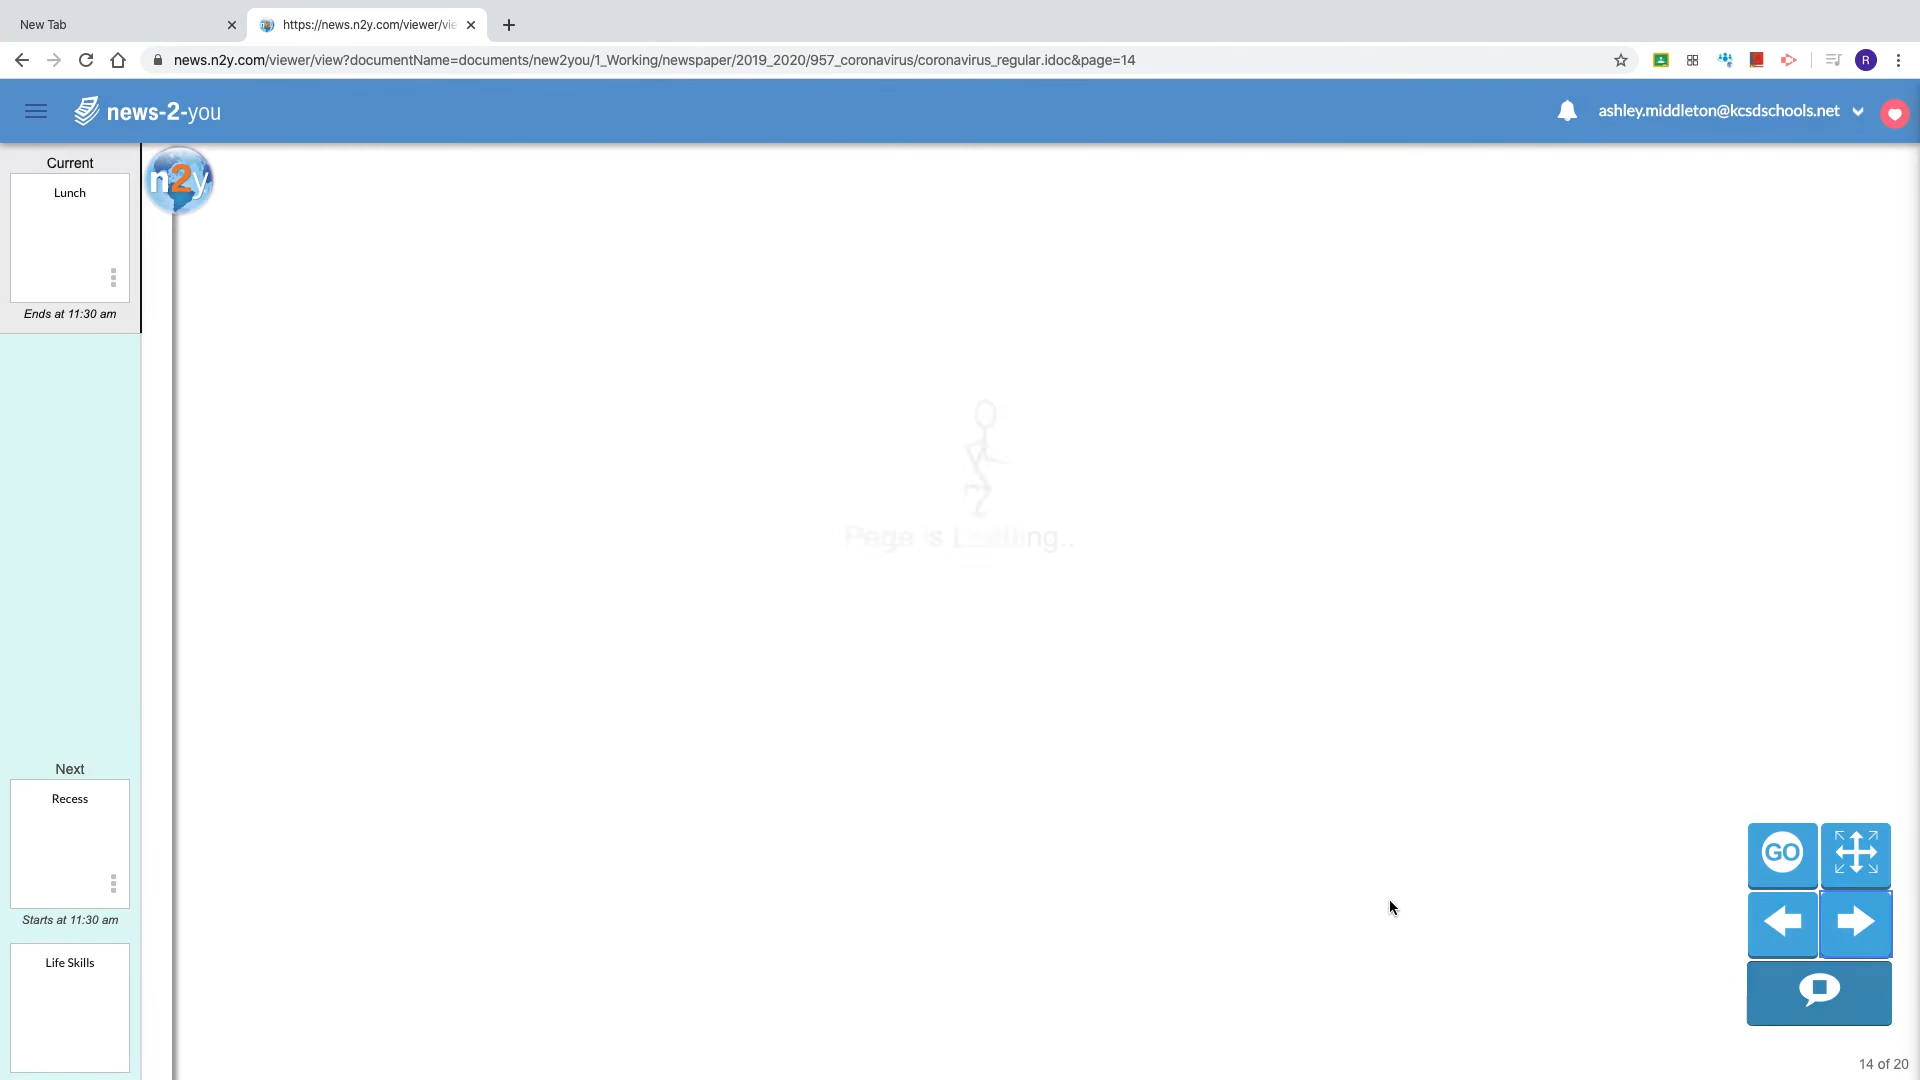 New Tab
https://news.n2y.com/viewer/vie
news.n2y.com/viewer/view?documentName=documents/new2you/1_Working/newspaper/2019_2020/957_coronavirus/coronavirus_regular.idoc&page=14
R
news-2-you
ashley.middleton@kcsdschools.net
Current
n2y
Lunch
Ends at 11:30 am
Page is
Next
Recess
Starts at 11:30 am
GO
Life Skills
14 of 20